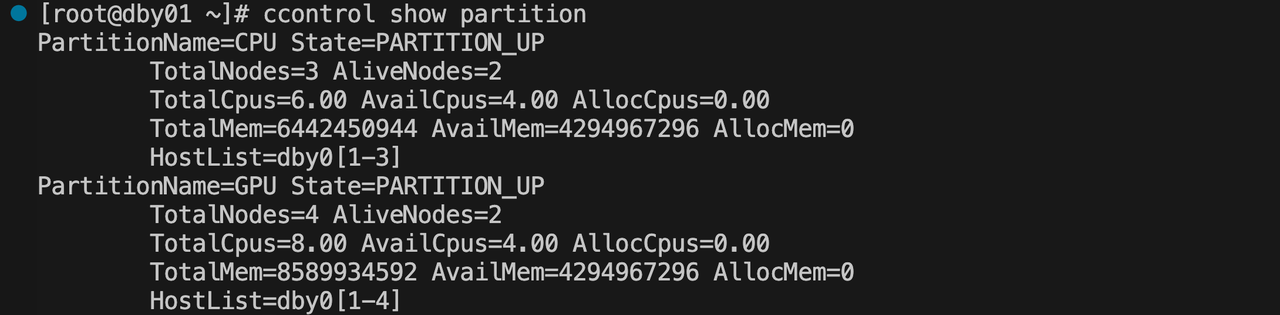 [root@dby01 ~]# ccontrol show partition
PartitionName=CPU State=PARTITION_UP
TotalNodes=3 AliveNodes=2
TotalCpus=6.00 AvailCpus=4.00 AllocCpus=0.00
TotalMem=6442450944 AvailMem=4294967296 AllocMem=0
HostList=dby0[1-3]
PartitionName=GPU State=PARTITION_UP
TotalNodes=4 AliveNodes=2
TotalCpus=8.00 AvailCpus=4.00 AllocCpus=0.00
TotalMem=8589934592 AvailMem=4294967296 AllocMem=0
HostList=dby0[1-4]